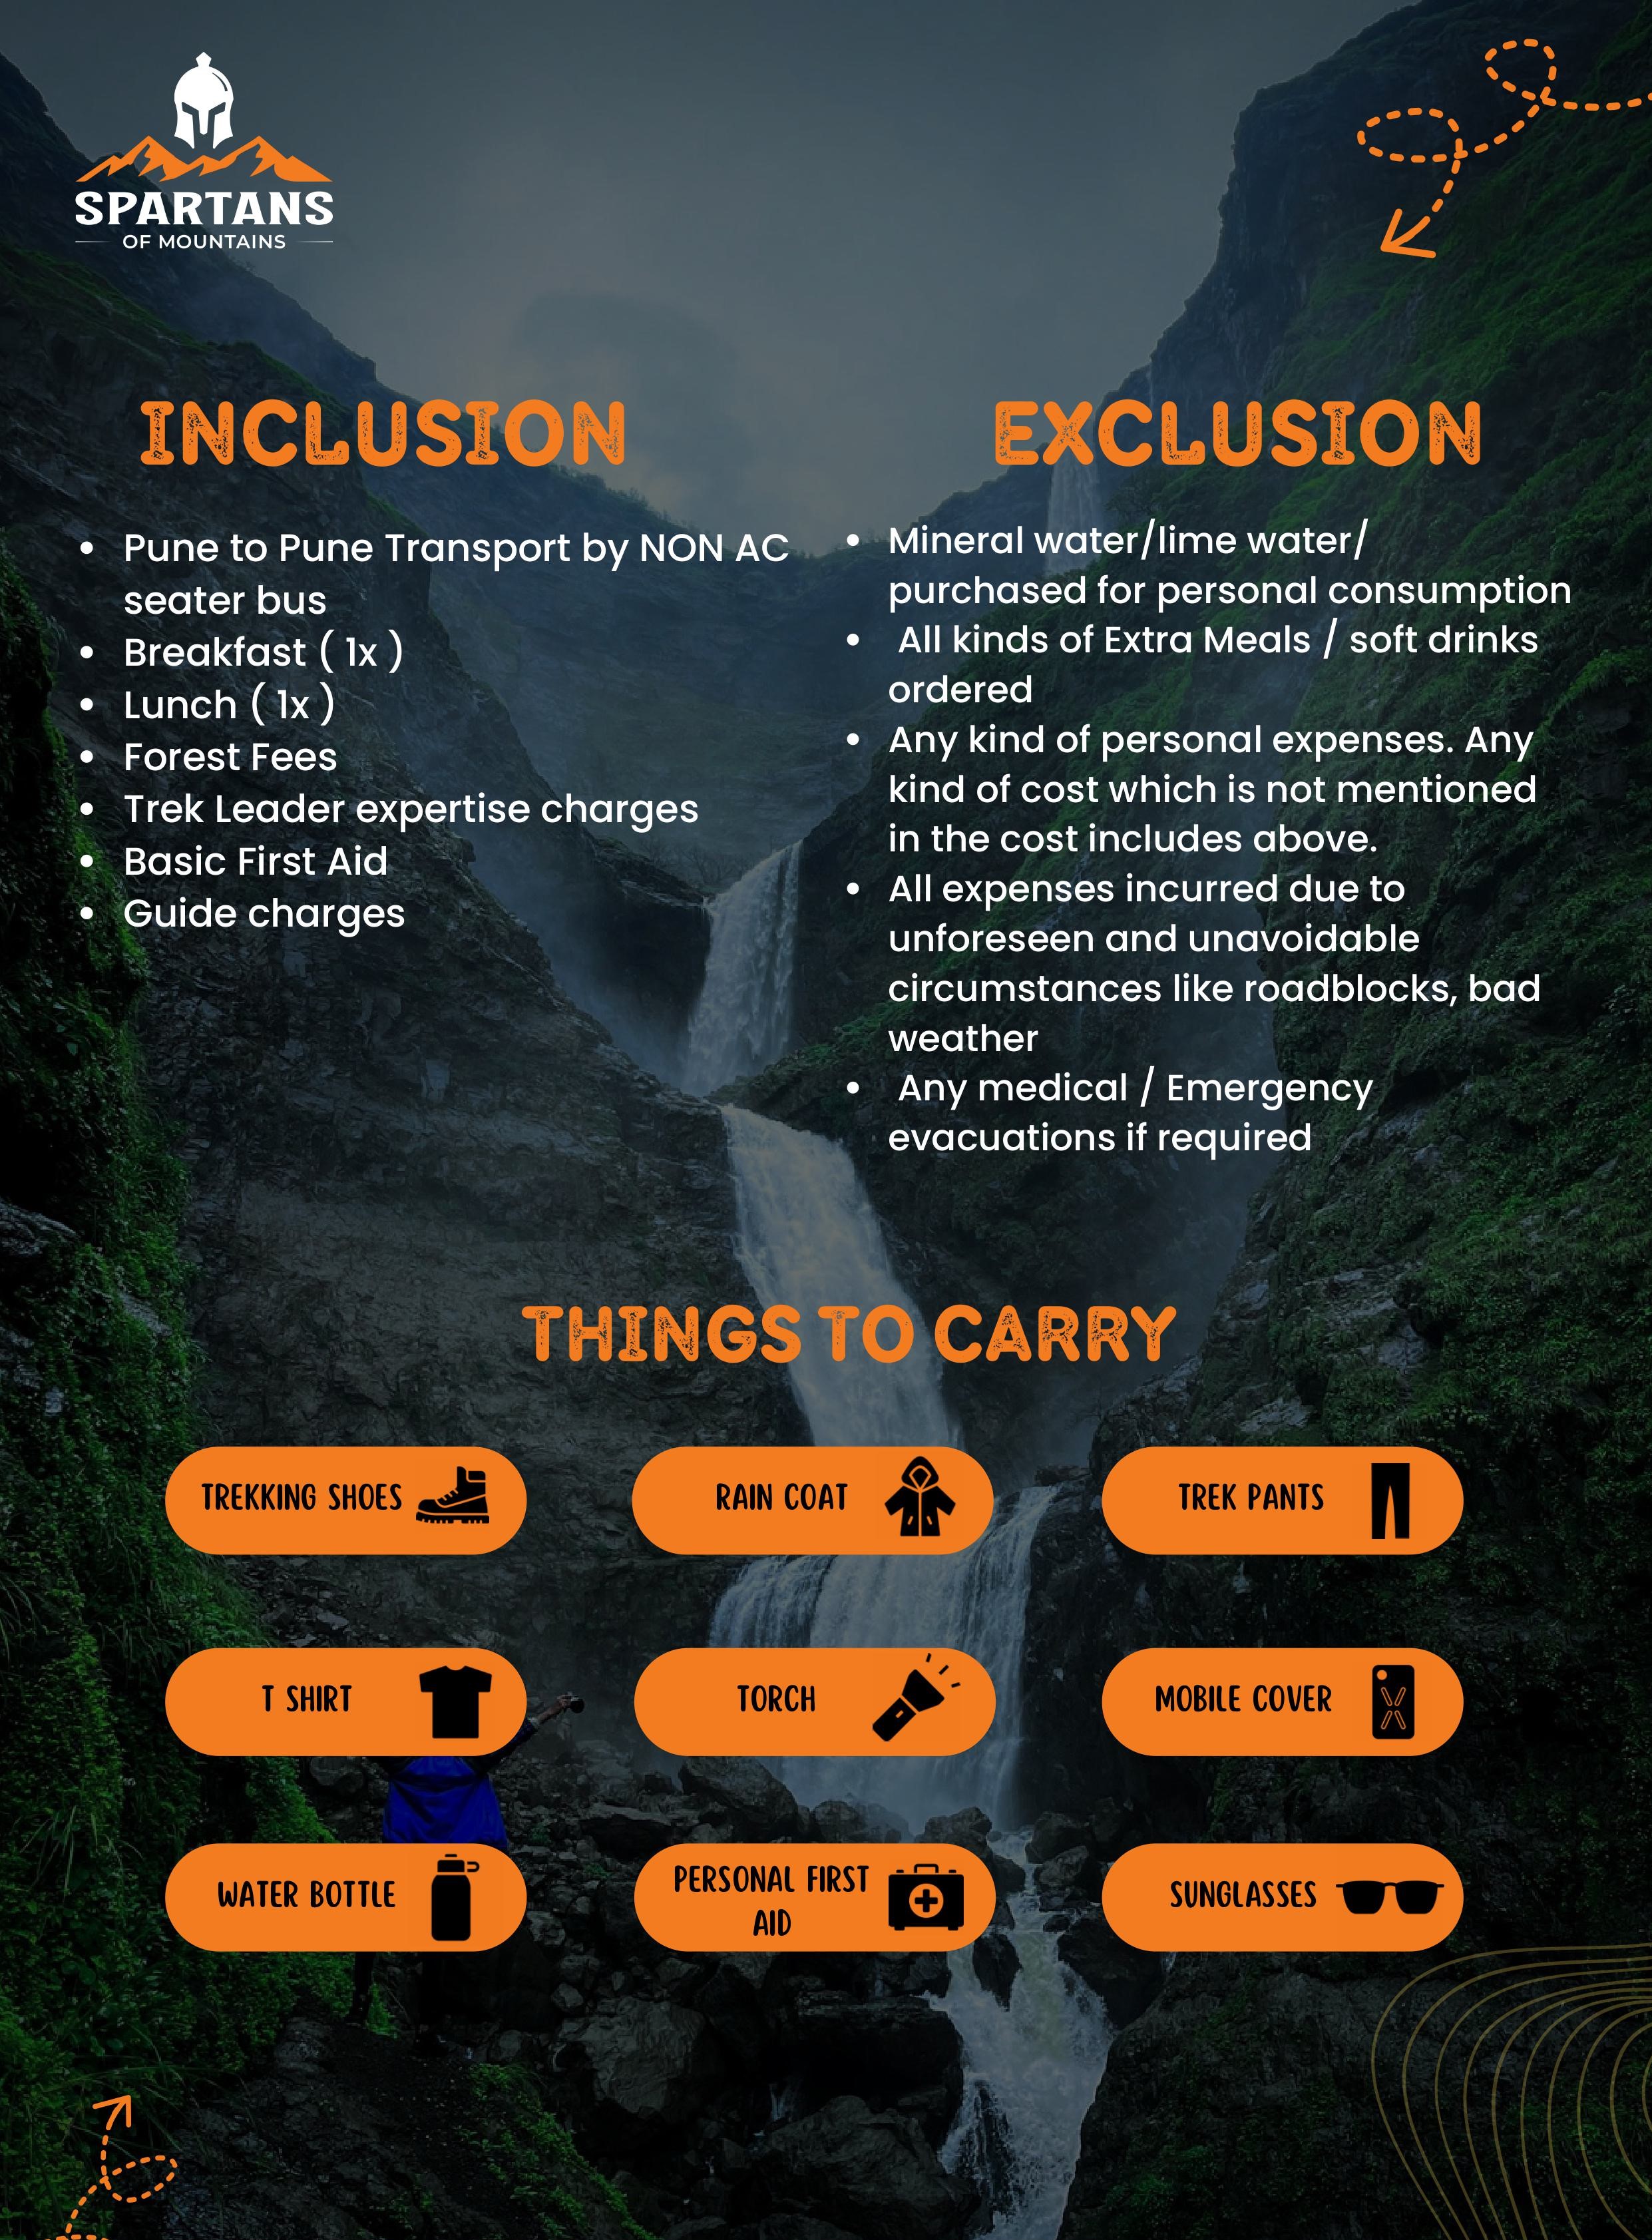 SPARTANS
OF MOUNTAINS
INCLUSION
• Pune to Pune Transport by NON AC
seater bus
• Breakfast ( 1x )
• Lunch ( 1x )
• Forest Fees
• Trek Leader expertise charges
• Basic First Aid
• Guide charges
EXCLUSION
• Mineral water/lime water/
purchased for personal consumption
• All kinds of Extra Meals / soft drinks
ordered
• Any kind of personal expenses. Any
kind of cost which is not mentioned
in the cost includes above.
• All expenses incurred due to
unforeseen and unavoidable
circumstances like roadblocks, bad
weather
• Any medical / Emergency
evacuations if required
THINGS TO CARRY
TREKKING SHOES
RAIN COAT
TREK PANTS
T SHIRT
TORCH
MOBILE COVER
WATER BOTTLE
PERSONAL FIRST
AID
SUNGLASSES